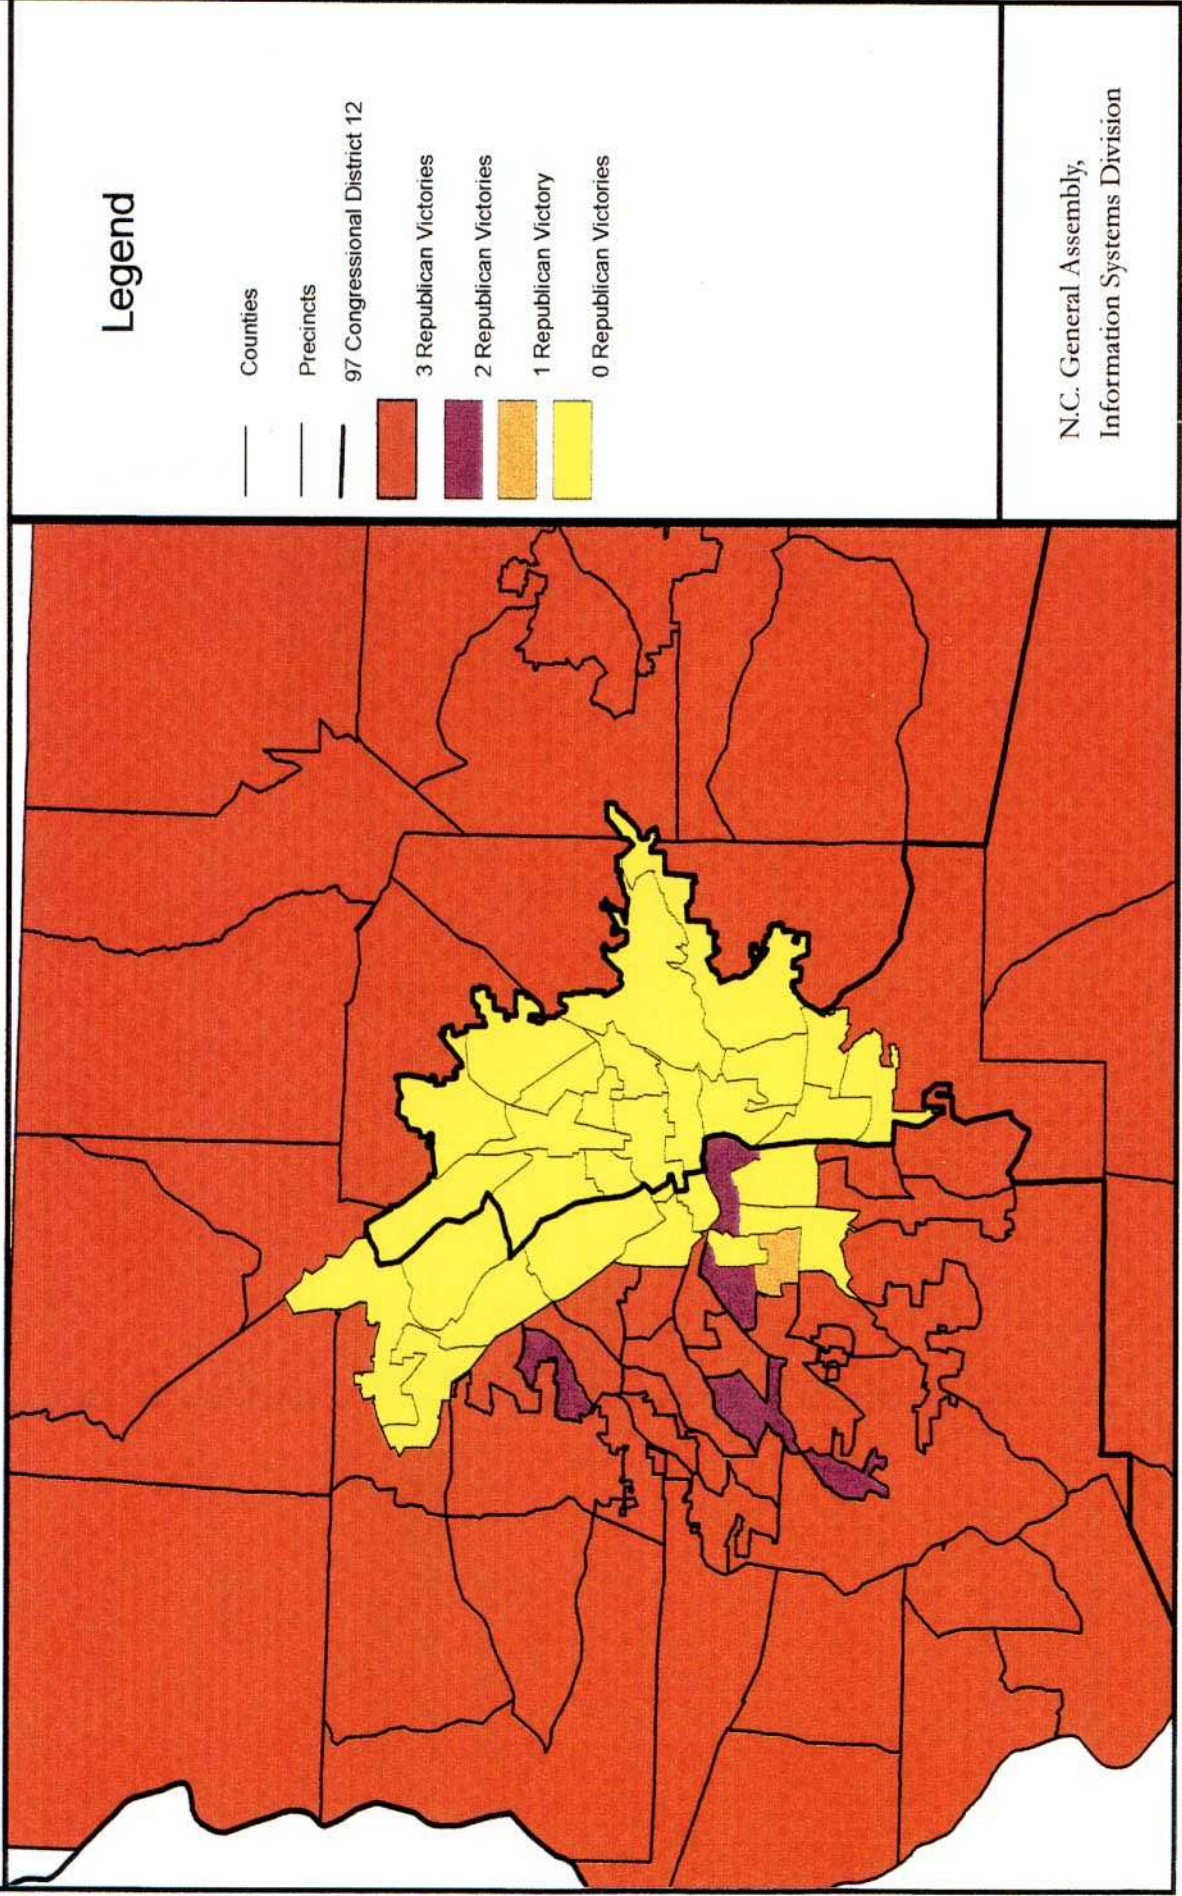 Legend
Counties
Precincts
97 Congressional District 12
3 Republican Victories
2 Republican Victories
1 Republican Victory
0 Republican Victories
N.C. General Assembly,
Information Systems Division